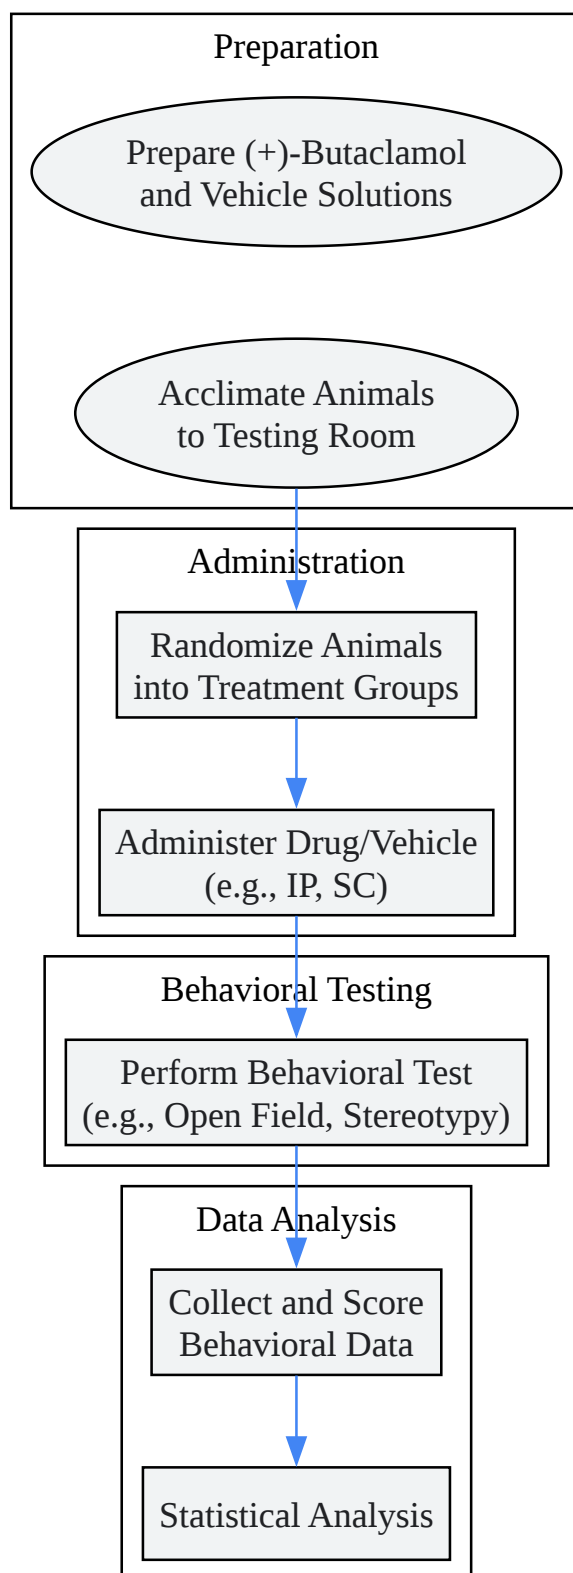 Preparation
Prepare (+)-Butaclamol
and Vehicle Solutions
Acclimate Animals
to Testing Room
Administration
Randomize Animals
into Treatment Groups
Administer Drug/Vehicle
(e.g., IP, SC)
Behavioral Testing
Perform Behavioral Test
(e.g., Open Field, Stereotypy)
Data Analysis
Collect and Score
Behavioral Data
Statistical Analysis